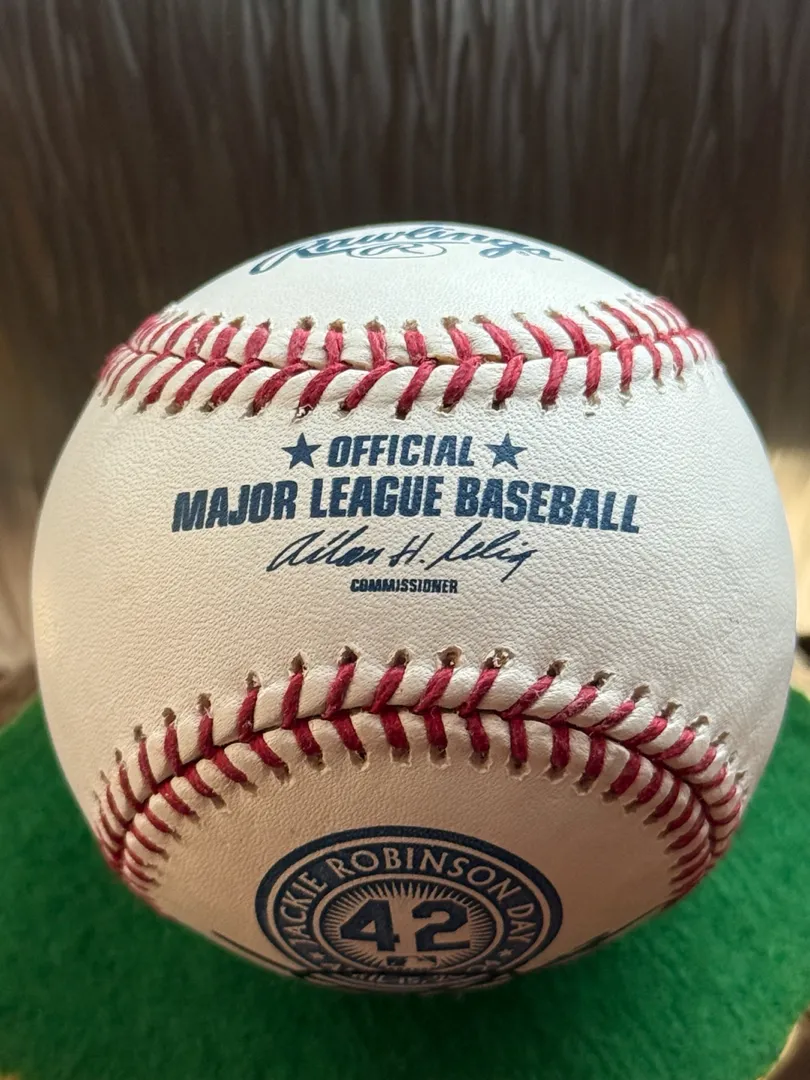 Rawlings
R
★ OFFICIAL ★
MAJOR LEAGUE BASEBALL
Allan H. Selig
COMMISSIONER
JACKIE ROBINSON DAY
42